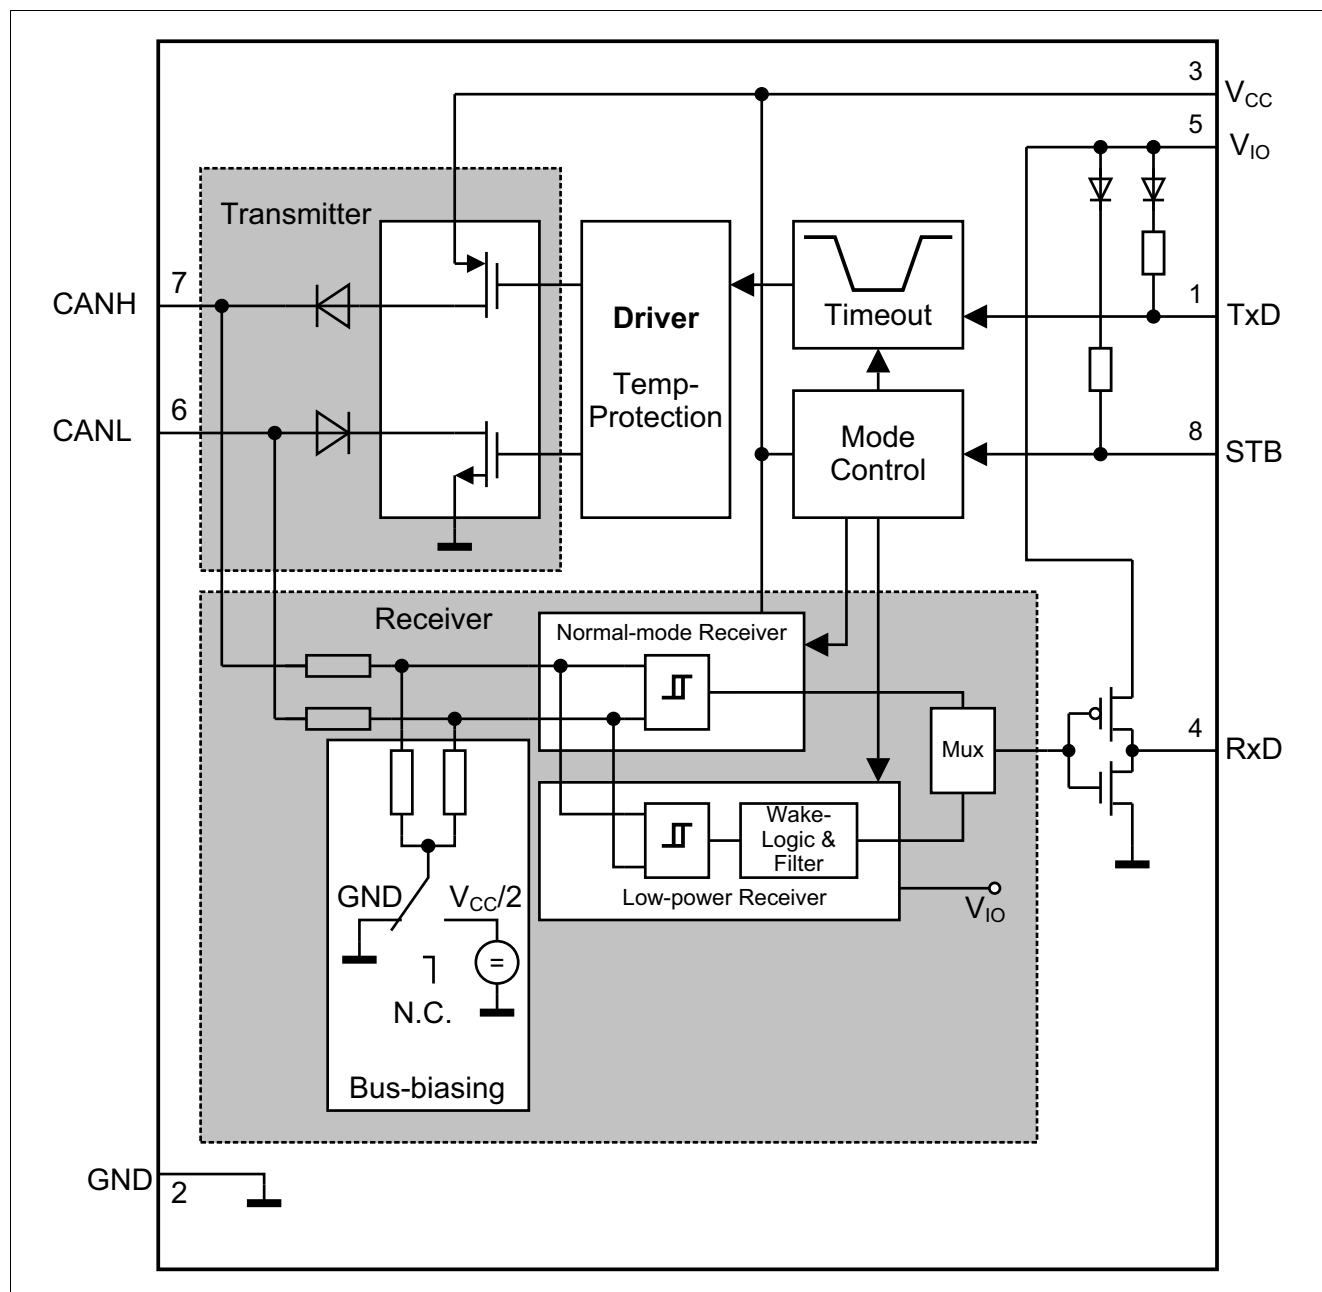 3
VCC
5
VIO
Transmitter
7
CANH
Driver
Timeout
1
TxD
Temp-
Protection
6
CANL
Mode
Control
8
STB
Receiver
Normal-mode Receiver
Mux
4
RxD
Wake-
Logic &
Filter
Low-power Receiver
VIO
GND
VCC/2
=
N.C.
Bus-biasing
GND
2